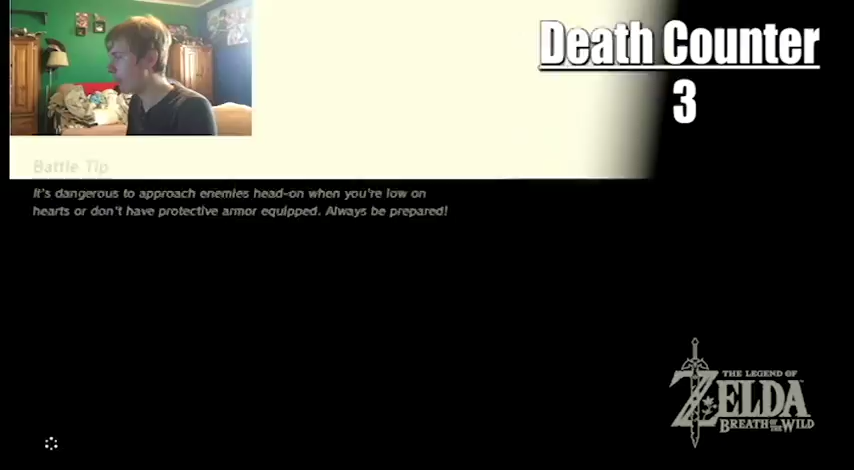 Death Counter
3
Battle Tip
It's dangerous to approach enemies head-on when you're low on
hearts or don't have protective armor equipped. Always be prepared!
THE LEGEND OF
ZELDA
BREATH OF THE WILD